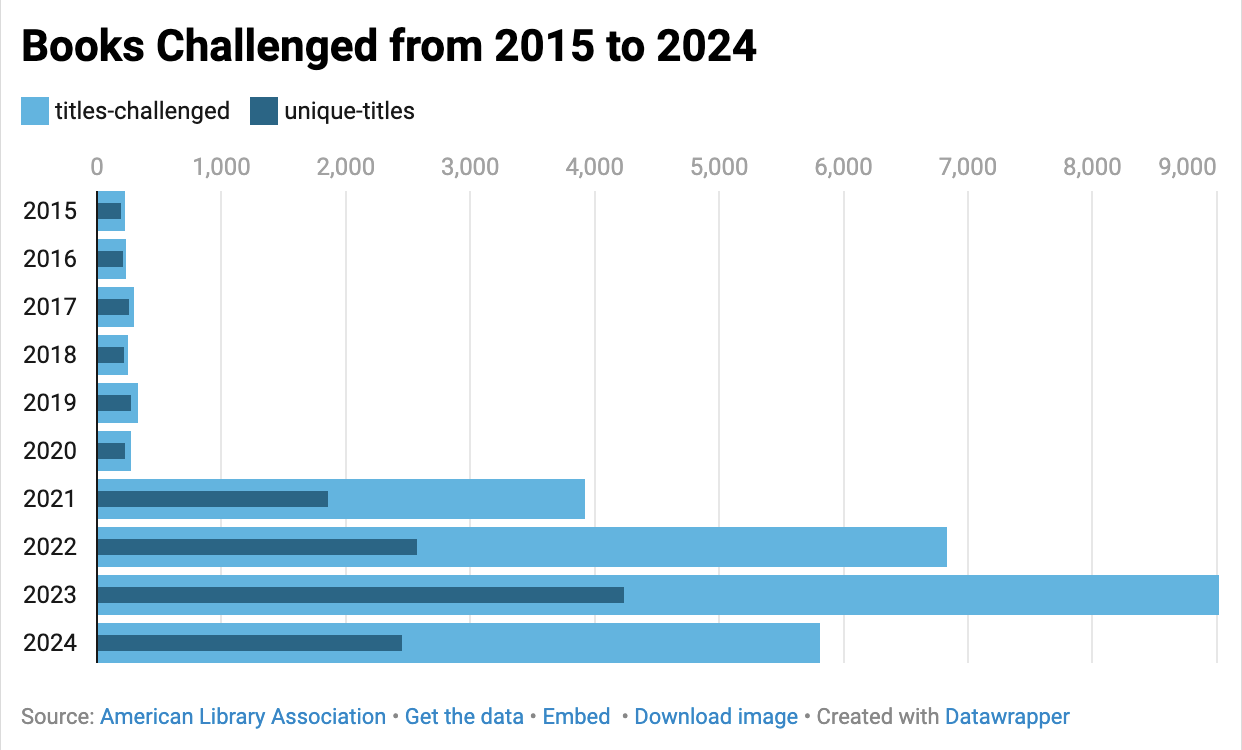 Books Challenged from 2015 to 2024
titles-challenged unique-titles
0 1,000 2,000 3,000 4,000 5,000 6,000 7,000 8,000 9,000
2015
2016
2017
2018
2019
2020
2021
2022
2023
2024
Source: American Library Association • Get the data • Embed • Download image • Created with Datawrapper